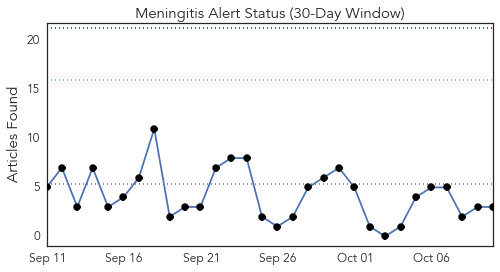 Meningitis Alert Status (30-Day Window)
Articles Found
20
15
10
5
0
Sep 11 Sep 16 Sep 21 Sep 26 Oct 01 Oct 06